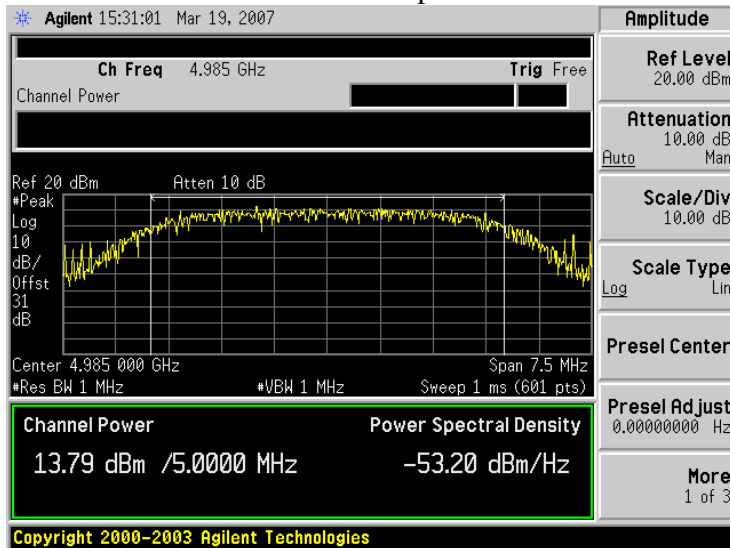 Agilent 15:31:01 Mar 19, 2007
Amplitude
Ch Freq 4.985 GHz Trig Free
Channel Power
Ref Level
20.00 dBm
Attenuation
10.00 dB
Auto Man
Scale/Div
10.00 dB
Scale Type
Log Lin
Presel Center
Presel Adjust
0.00000000 Hz
More
1 of 3
Ref 20 dBm Atten 10 dB
#Peak
Log
10
dB/
Offst
31
dB
Center 4.985 000 GHz Span 7.5 MHz
#Res BW 1 MHz #VBW 1 MHz Sweep 1 ms (601 pts)
Channel Power Power Spectral Density
13.79 dBm /5.0000 MHz -53.20 dBm/Hz
Copyright 2000-2003 Agilent Technologies